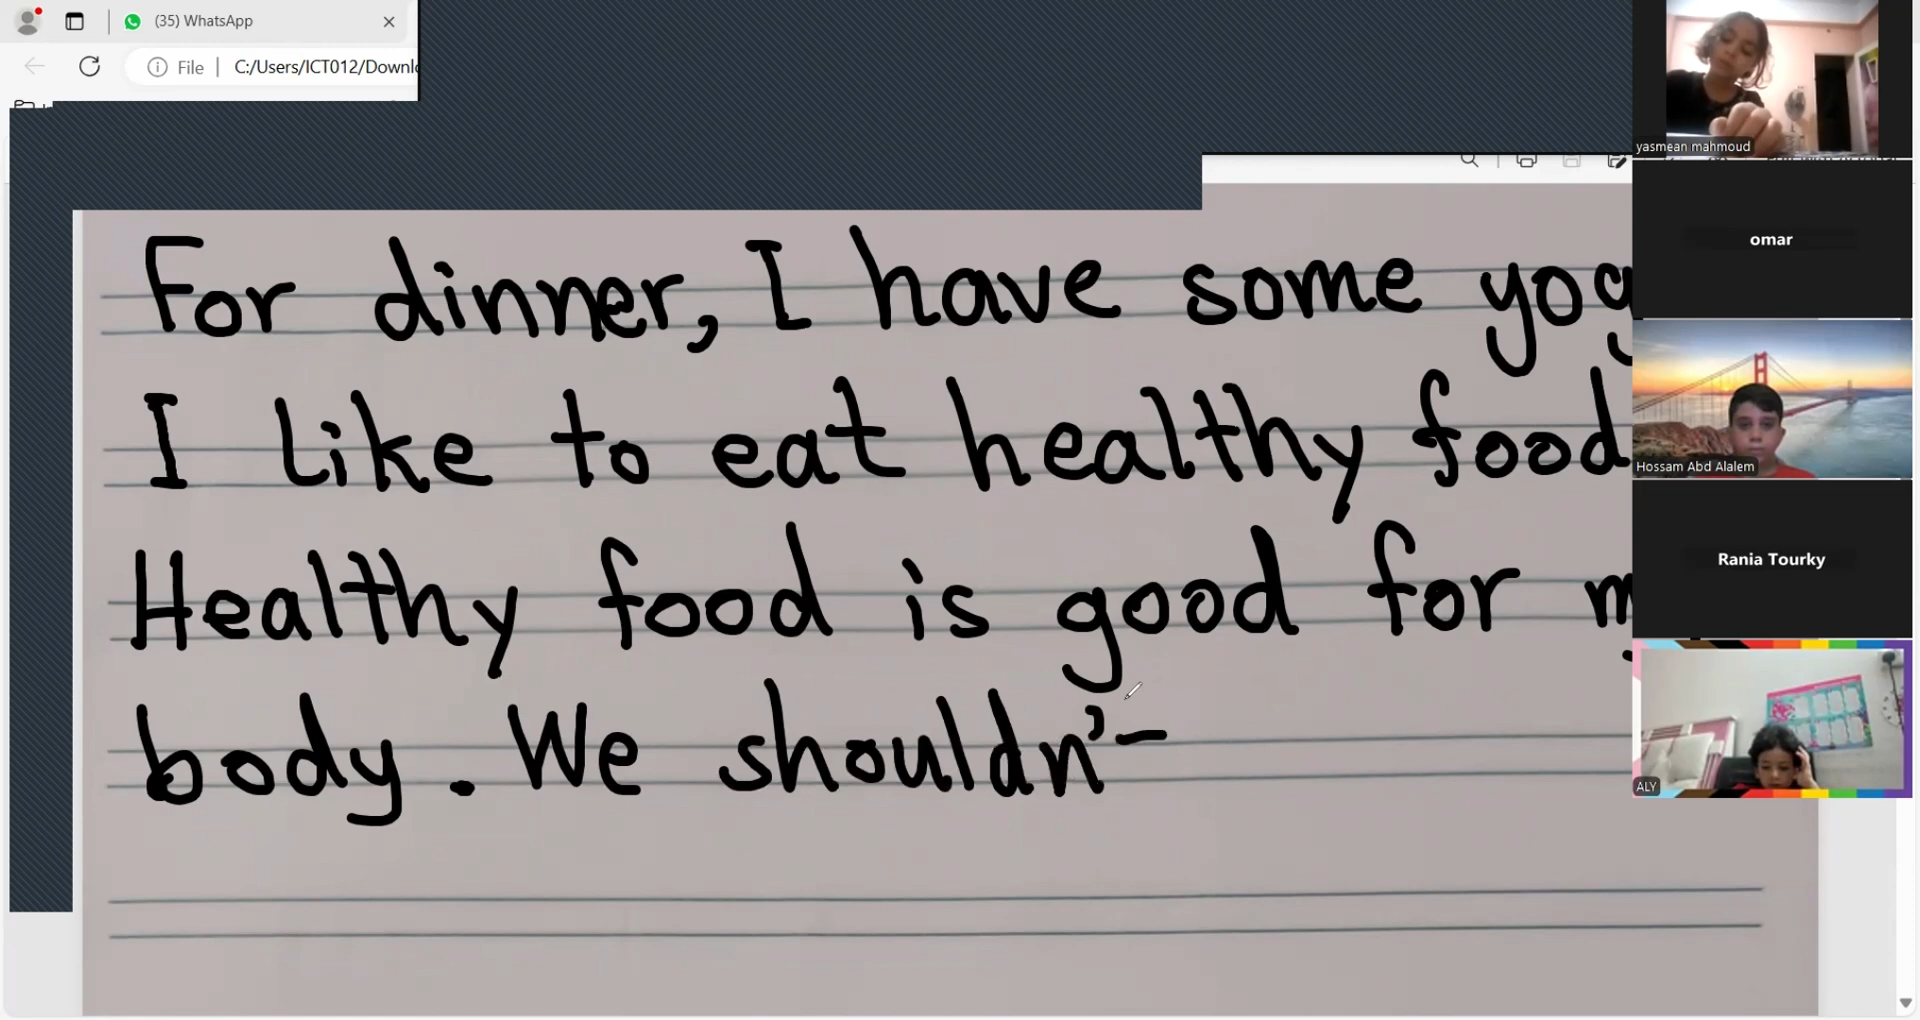 (35) WhatsApp
File
C:/Users/ICT012/Downlo
For dinner, I have some yog
I like to eat healthy food
Healthy food is good for m
body. We shouldn'
yasmean mahmoud
omar
Hossam Abd Alalem
Rania Tourky
ALY